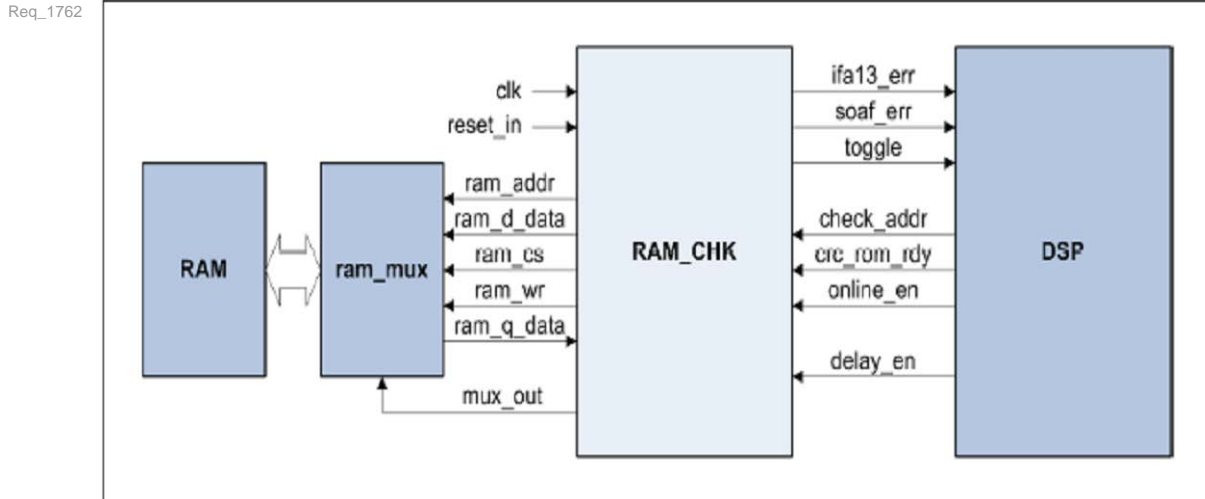 Req_1762
clk
reset_in
ram_addr
ram_d_data
ram_cs
ram_wr
ram_q_data
mux_out
RAM
ram_mux
RAM_CHK
ifa13_err
soaf_err
toggle
check_addr
crc_rom_rdy
online_en
delay_en
DSP